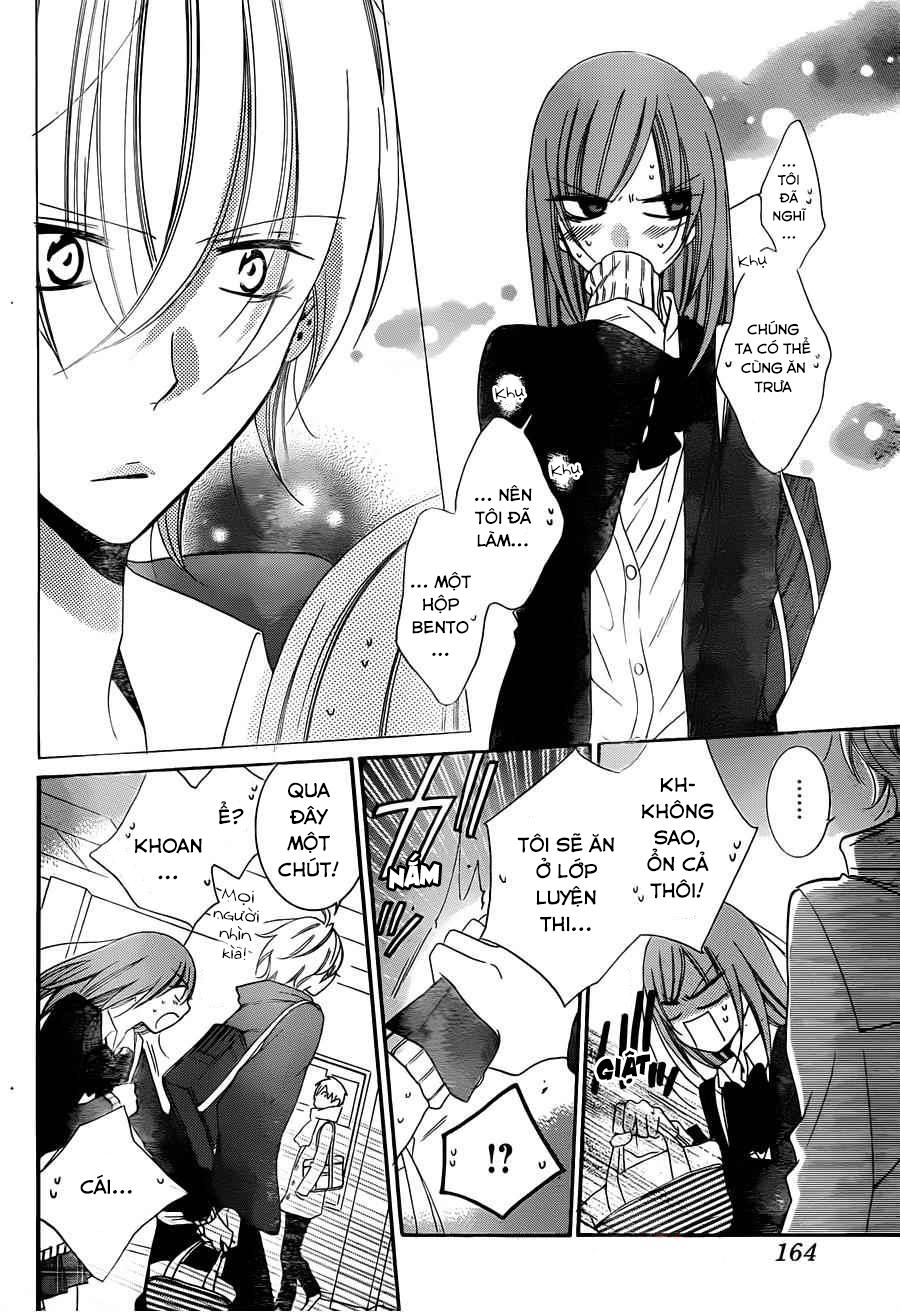 ...
TÔI
ĐÃ
NGHĨ
...
Khụ
CHÚNG
TA CÓ THỂ
CÙNG ĂN
TRƯA
Khụ
Khụ
... NÊN
TÔI ĐÃ
LÀM...
... MỘT
HỘP
BENTO
...
......
KH-
KHÔNG
SAO,
ỔN CẢ
THÔI!
GIẬT
TÔI SẼ ĂN
Ở LỚP
LUYỆN
THI...
NẮM
!?
QUA
ĐÂY
MỘT
CHÚT!
Ể?
KHOAN
...
Mọi
người
nhìn
kìa!
CÁI...
164